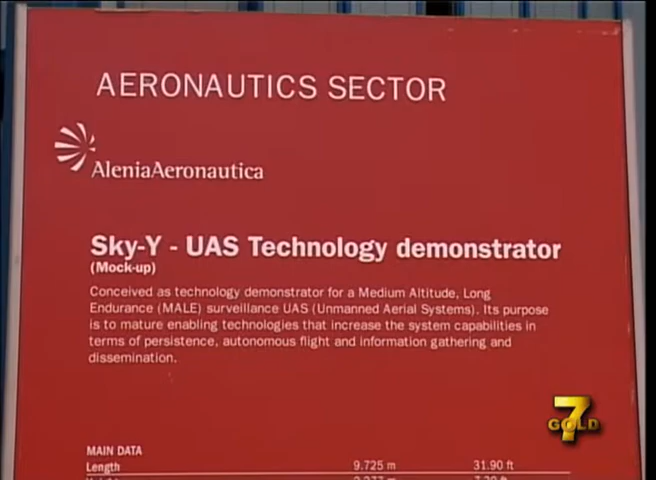 AERONAUTICS SECTOR
AleniaAeronautica
Sky-Y - UAS Technology demonstrator
(Mock-up)
Conceived as technology demonstrator for a Medium Altitude, Long
Endurance (MALE) surveillance UAS (Unmanned Aerial Systems). Its purpose
is to mature enabling technologies that increase the system capabilities in
terms of persistence, autonomous flight and information gathering and
dissemination.
7
GOLD
MAIN DATA
Length 9.725 m 31.90 ft